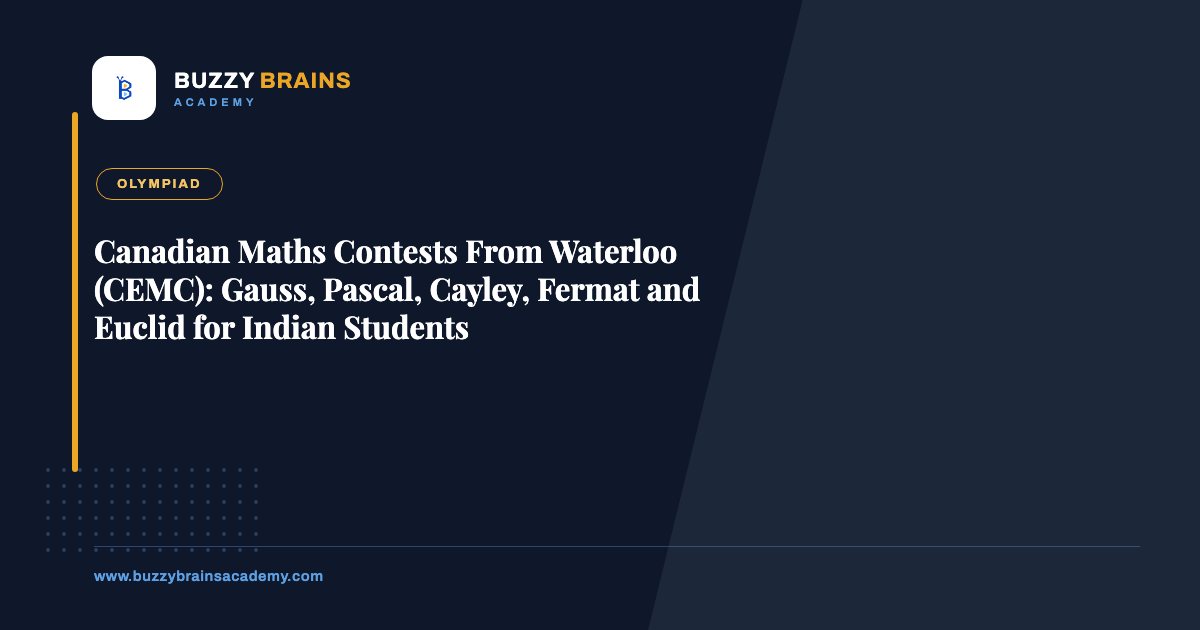 BUZZY BRAINS
ACADEMY
OLYMPIAD
Canadian Maths Contests From Waterloo
(CEMC): Gauss, Pascal, Cayley, Fermat and
Euclid for Indian Students
www.buzzybrainsacademy.com